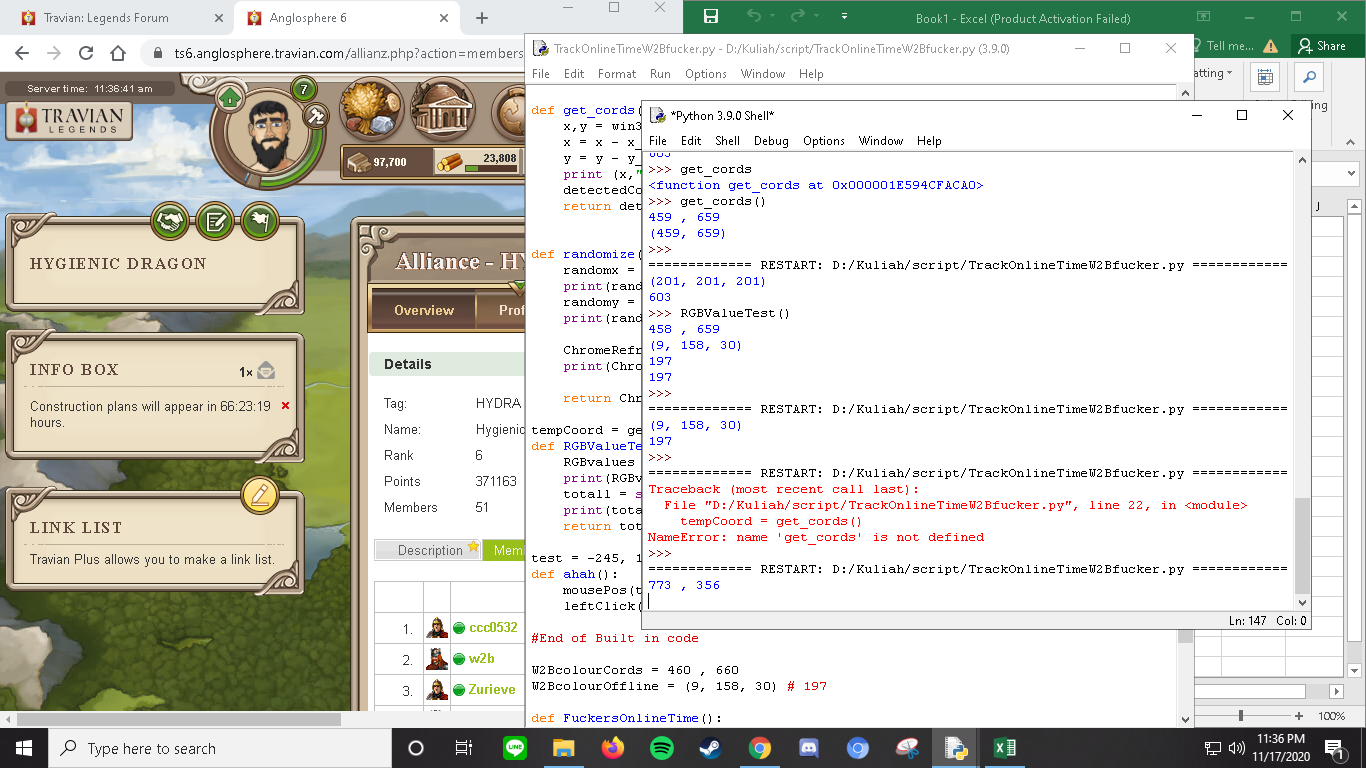 Travian: Legends Forum
Anglosphere 6
Book1 - Excel (Product Activation Failed)
ts6.anglosphere.travian.com/allianz.php?action=members
Tell me...
Share
Server time: 11:36:41 am
7
TRAVIAN
LEGENDS
97,700
23,808
HYGIENIC DRAGON
INFO BOX
1×
Construction plans will appear in 66:23:19
hours.
LINK LIST
Travian Plus allows you to make a link list.
Alliance - HY
Overview
Prof
Details
Tag:
HYDRA
Name:
Hygienic
Rank
6
Points
371163
Members
51
Description
Mem
1.
ccc0532
2.
w2b
3.
Zurieve
TrackOnlineTimeW2Bfucker.py - D:/Kuliah/script/TrackOnlineTimeW2Bfucker.py (3.9.0)
File Edit Format Run Options Window Help
def get_cords(
x,y = win3
x = x - x_
y = y - y_
print (x,"
detectedCo
return det
def randomize(
randomx =
print(rand
randomy =
print(rand
ChromeRefr
print(Chro
return Chr
tempCoord = ge
def RGBValueTe
RGBvalues
print(RGBv
totall = s
print(tota
return tot
test = -245, 1
def ahah():
mousePos(t
leftClick(
#End of Built in code
W2BcolourCords = 460 , 660
W2BcolourOffline = (9, 158, 30) # 197
def FuckersOnlineTime():
*Python 3.9.0 Shell*
File Edit Shell Debug Options Window Help
603
>>> get_cords
<function get_cords at 0x000001E594CFACA0>
>>> get_cords()
459 , 659
(459, 659)
>>>
============= RESTART: D:/Kuliah/script/TrackOnlineTimeW2Bfucker.py ============
(201, 201, 201)
603
>>> RGBValueTest()
458 , 659
(9, 158, 30)
197
197
>>>
============= RESTART: D:/Kuliah/script/TrackOnlineTimeW2Bfucker.py ============
(9, 158, 30)
197
>>>
============= RESTART: D:/Kuliah/script/TrackOnlineTimeW2Bfucker.py ============
Traceback (most recent call last):
File "D:/Kuliah/script/TrackOnlineTimeW2Bfucker.py", line 22, in <module>
tempCoord = get_cords()
NameError: name 'get_cords' is not defined
>>>
============= RESTART: D:/Kuliah/script/TrackOnlineTimeW2Bfucker.py ============
773 , 356
Ln: 147 Col: 0
atting
J
100%
Type here to search
LINE
11:36 PM
11/17/2020
1